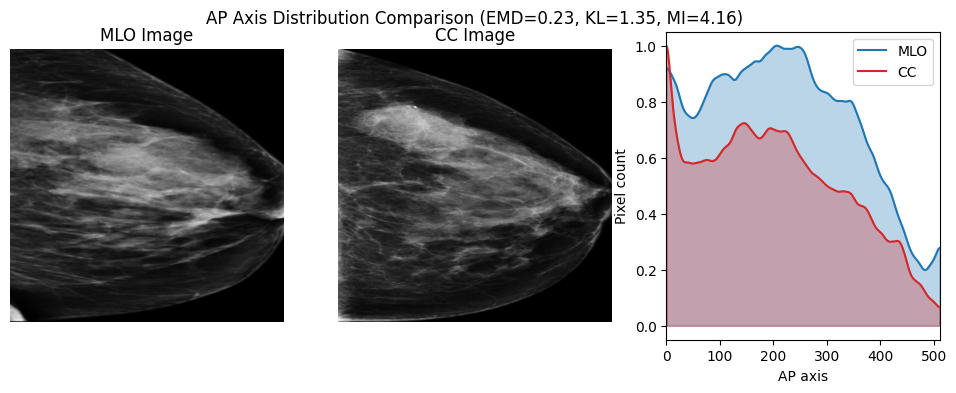 AP Axis Distribution Comparison (EMD=0.23, KL=1.35, MI=4.16)
MLO Image
CC Image
MLO
CC
Pixel count
1.0
0.8
0.6
0.4
0.2
0.0
0 100 200 300 400 500
AP axis